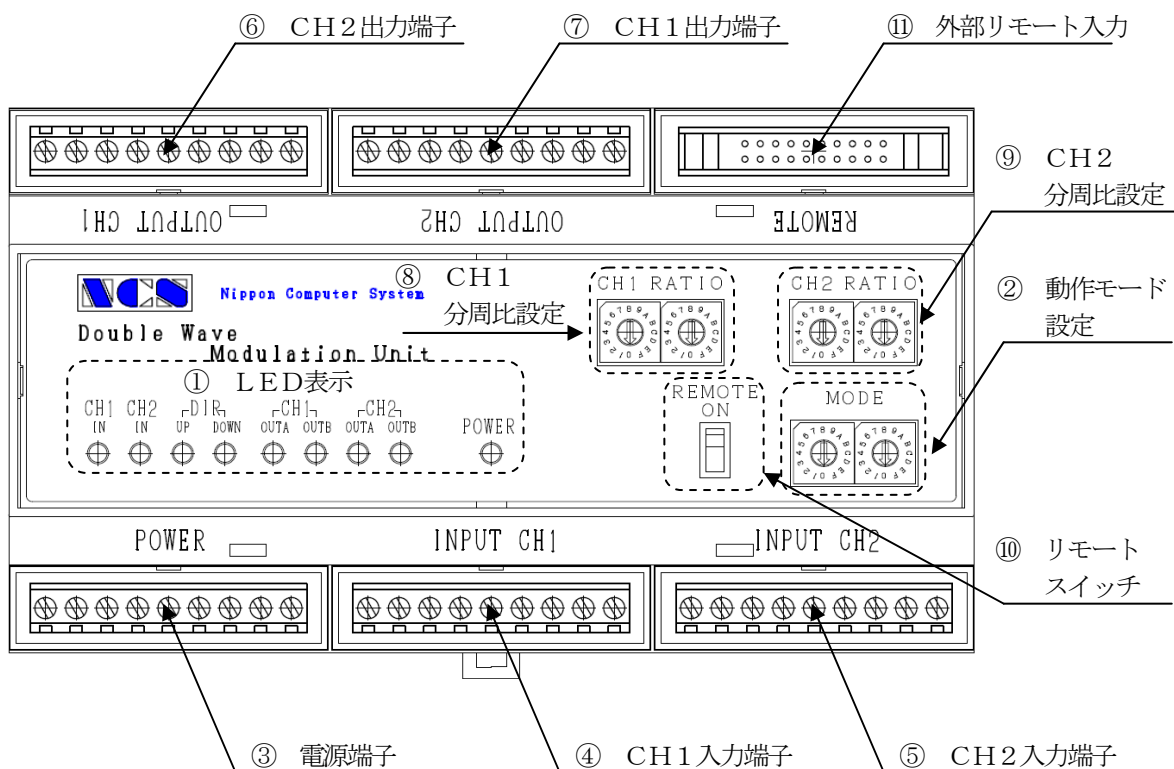 ⑥ CH2出力端子
⑦ CH1出力端子
⑪ 外部リモート入力
⑨ CH2
分周比設定
OUTPUT CH1
OUTPUT CH2
REMOTE
NCS
Nippon Computer System
⑧ CH1
分周比設定
CH1 RATIO
CH2 RATIO
② 動作モード
設定
Double Wave
Modulation Unit
① LED表示
CH1 CH2 DIR CH1 CH2
IN IN UP DOWN OUTA OUTB OUTA OUTB POWER
REMOTE
ON
MODE
POWER
INPUT CH1
INPUT CH2
⑩ リモート
スイッチ
③ 電源端子
④ CH1入力端子
⑤ CH2入力端子